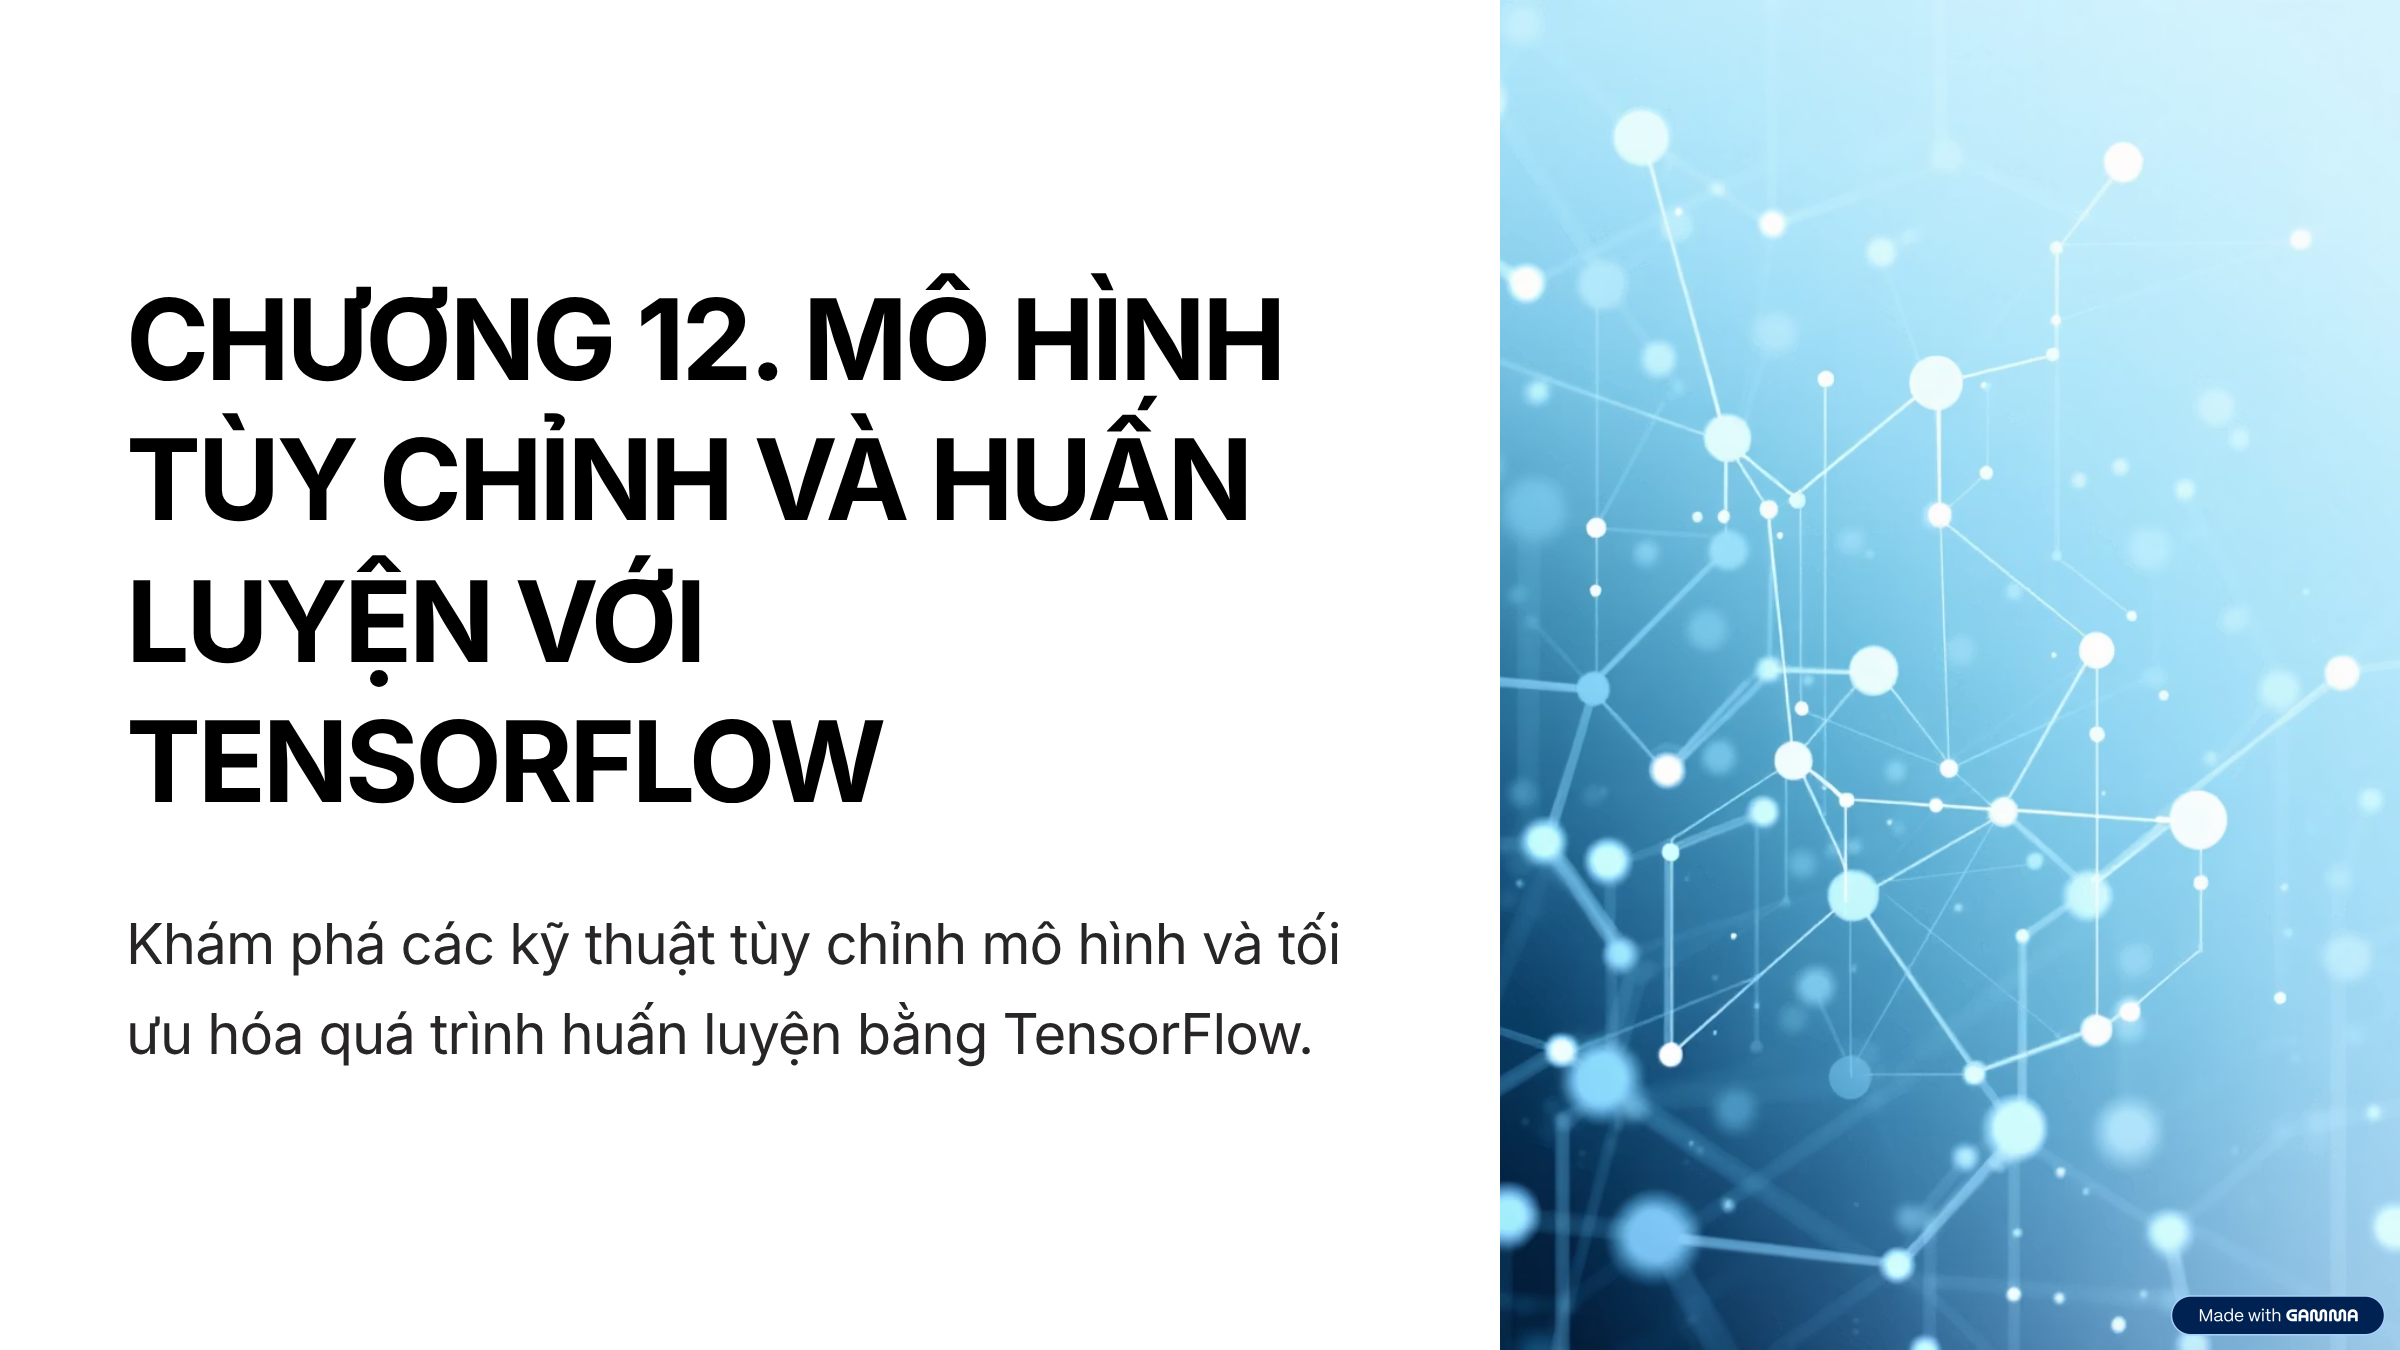 CHƯƠNG 12. MÔ HÌNH
TÙY CHỈNH VÀ HUẤN
LUYỆN VỚI
TENSORFLOW
Khám phá các kỹ thuật tùy chỉnh mô hình và tối
ưu hóa quá trình huấn luyện bằng TensorFlow.
Made with GAMMA